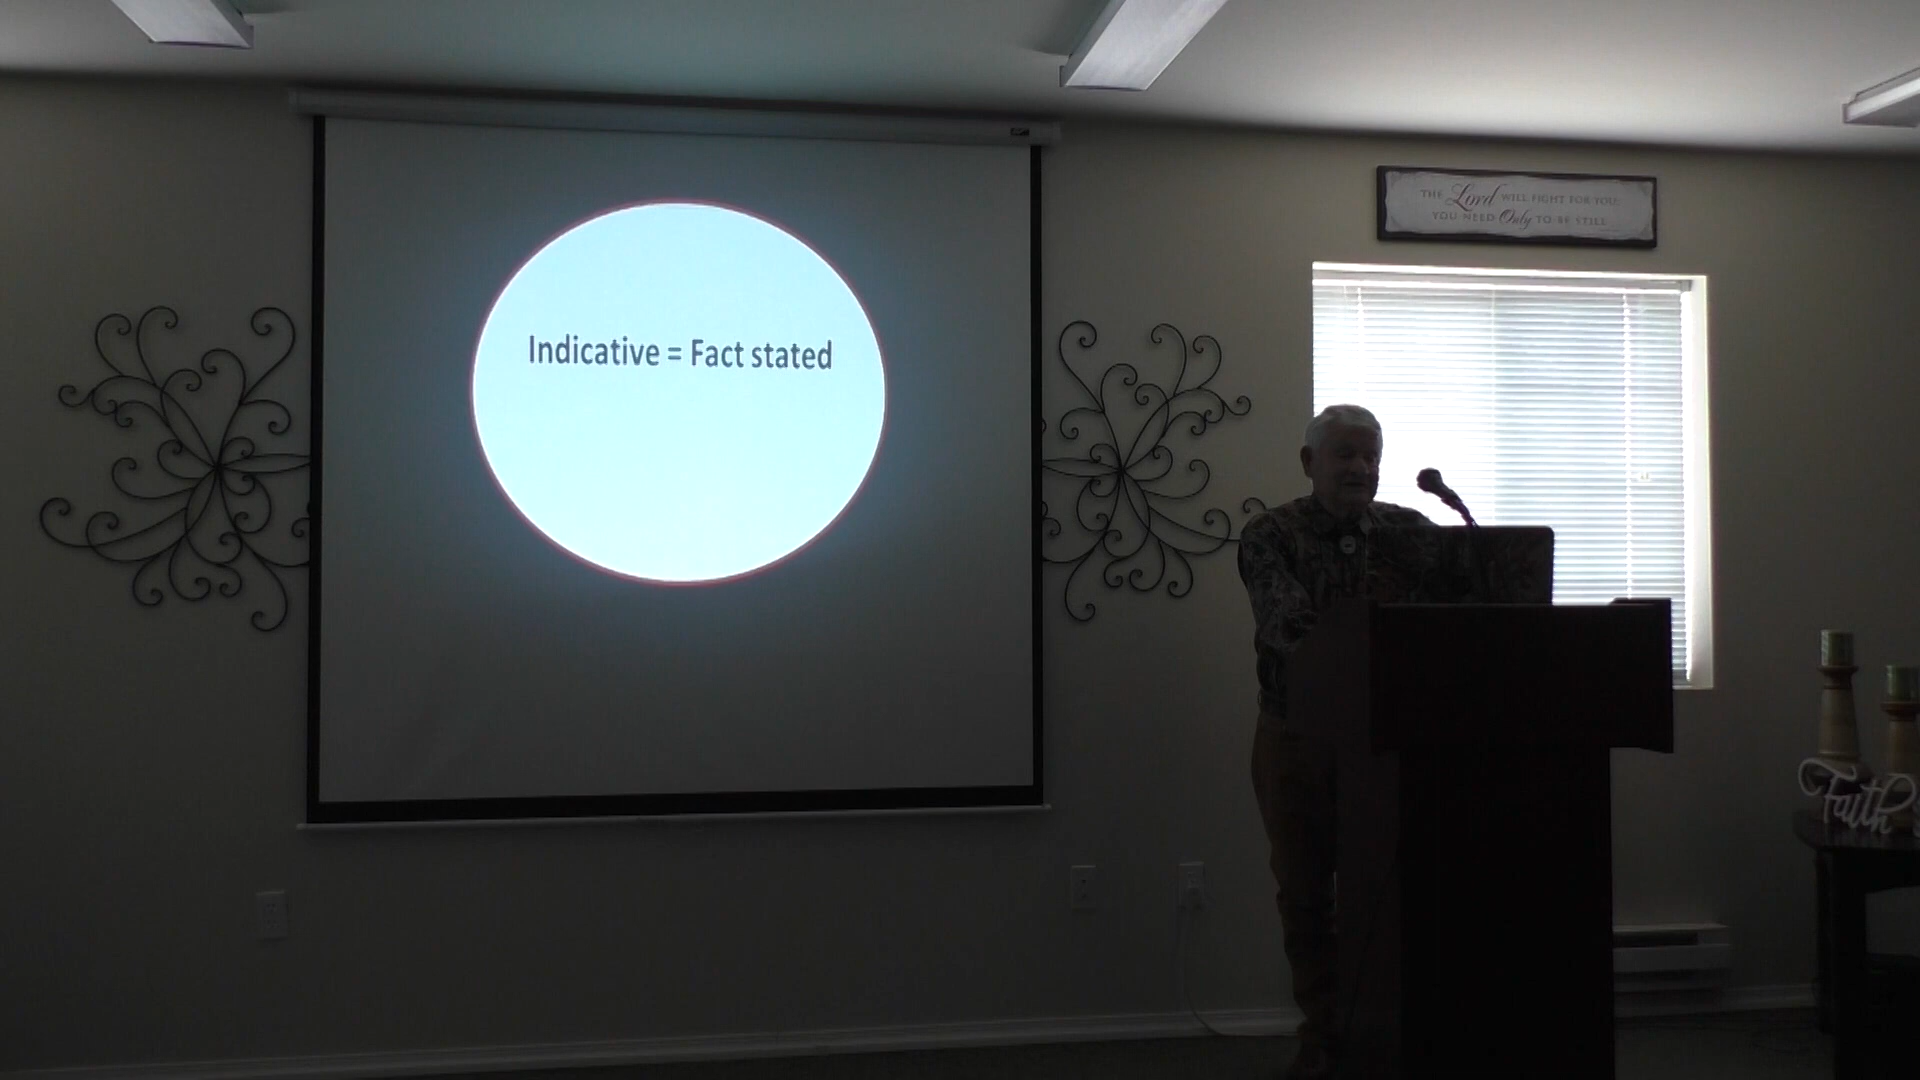 Indicative = Fact stated
THE Lord WILL FIGHT FOR YOU;
YOU NEED Only TO BE STILL
Faith